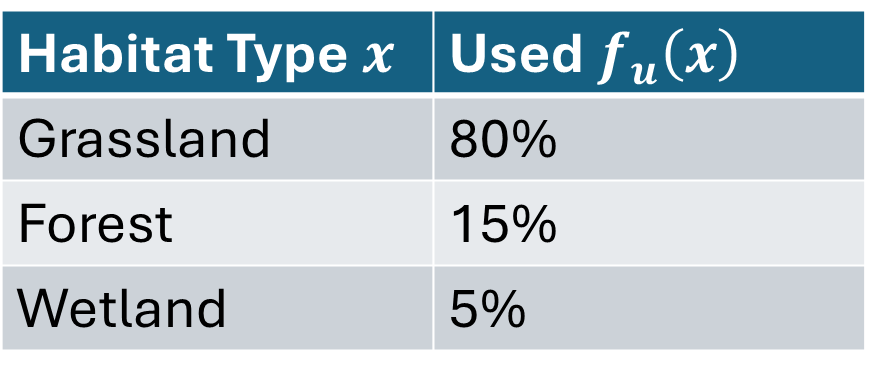 Habitat Type x Used f_u(x)
Grassland 80%
Forest 15%
Wetland 5%